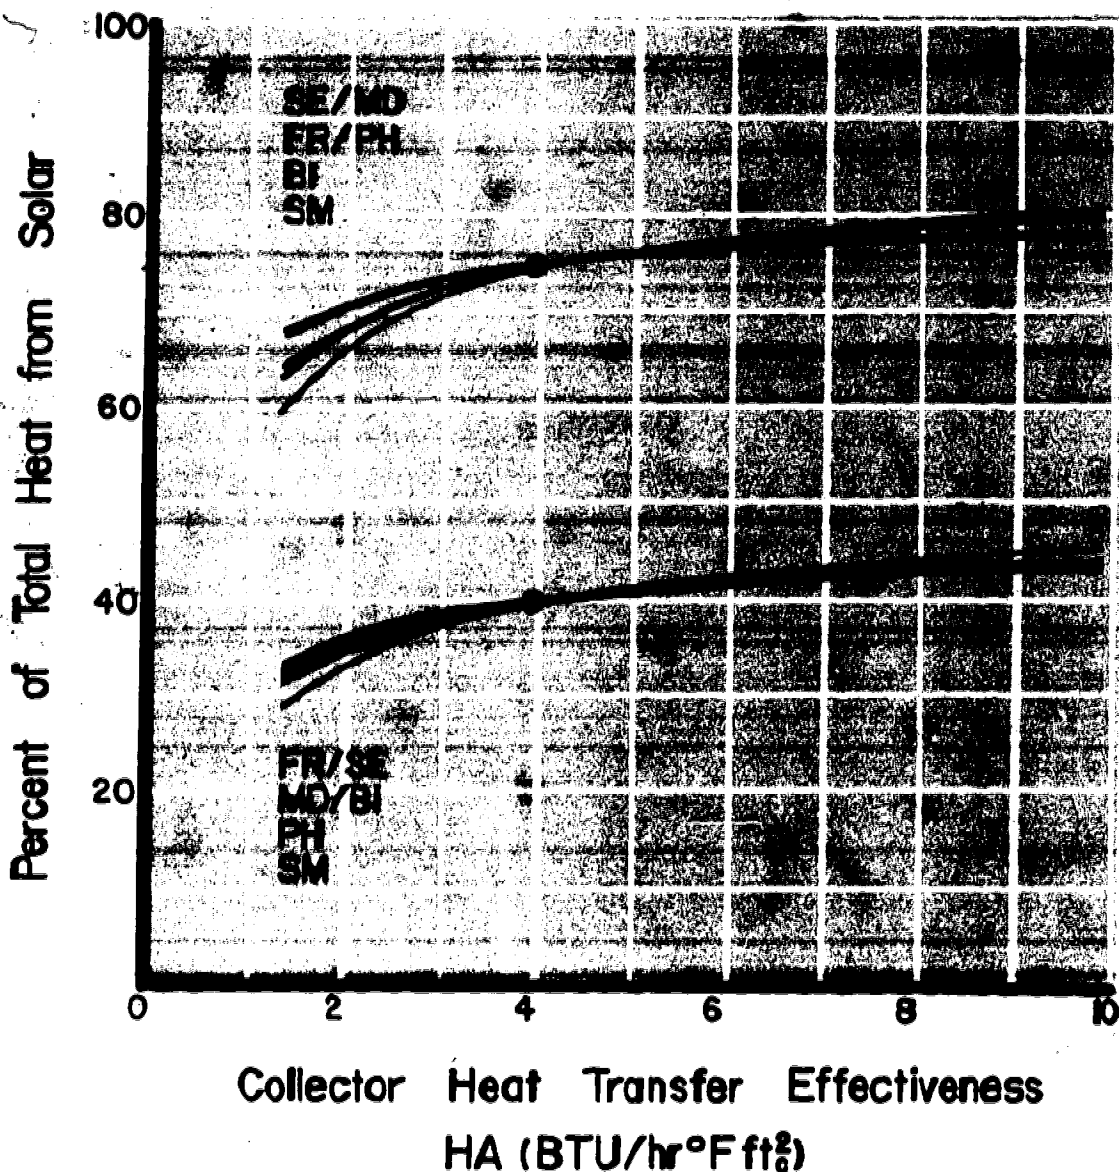 100
SE/MD
FR/PH
BI
SM
80
60
40
20
FR/SE
MD/BI
PH
SM
0 2 4 6 8 10
Percent of Total Heat from Solar
Collector Heat Transfer Effectiveness
HA (BTU/hr°F ft²)